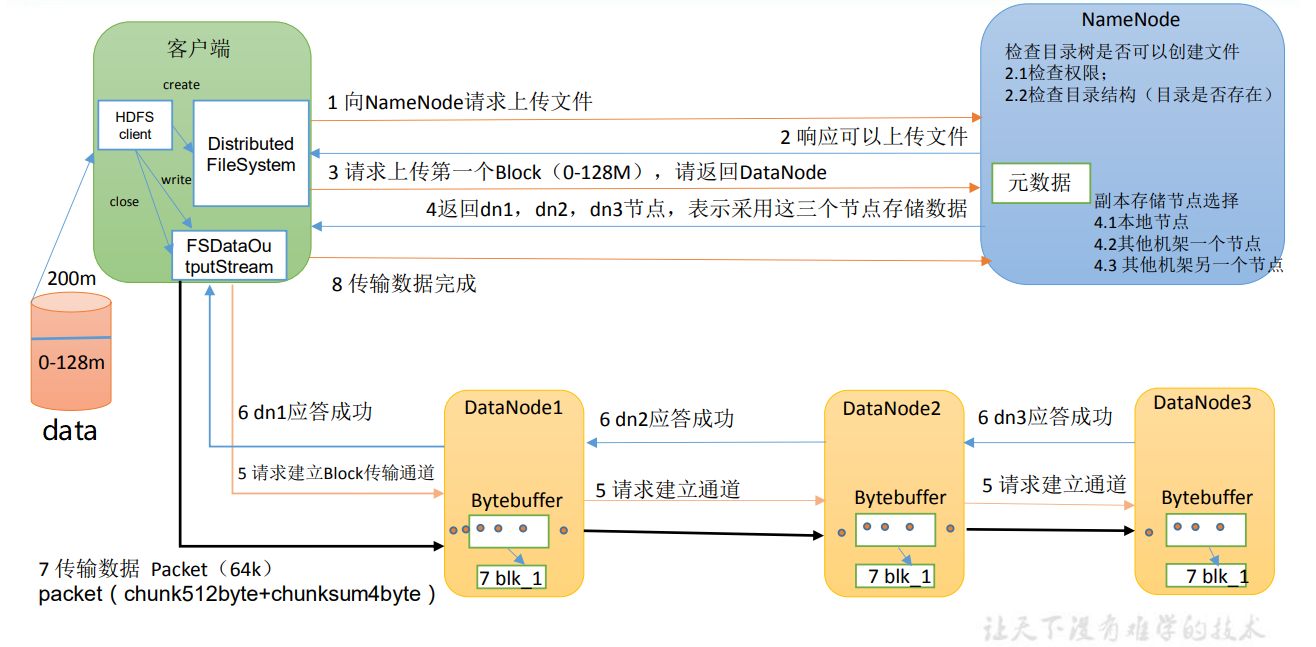 客户端
create
HDFS
client
Distributed
FileSystem
write
close
FSDataOu
tputStream
200m
0-128m
data
1 向NameNode请求上传文件
2 响应可以上传文件
3 请求上传第一个Block（0-128M），请返回DataNode
4返回dn1，dn2，dn3节点，表示采用这三个节点存储数据
8 传输数据完成
NameNode
检查目录树是否可以创建文件
2.1检查权限；
2.2检查目录结构（目录是否存在）
元数据
副本存储节点选择
4.1本地节点
4.2其他机架一个节点
4.3 其他机架另一个节点
6 dn1应答成功
5 请求建立Block传输通道
DataNode1
Bytebuffer
7 blk_1
6 dn2应答成功
5 请求建立通道
DataNode2
Bytebuffer
7 blk_1
6 dn3应答成功
5 请求建立通道
DataNode3
Bytebuffer
7 blk_1
7 传输数据 Packet（64k）
packet（chunk512byte+chunksum4byte）
让天下没有难学的技术